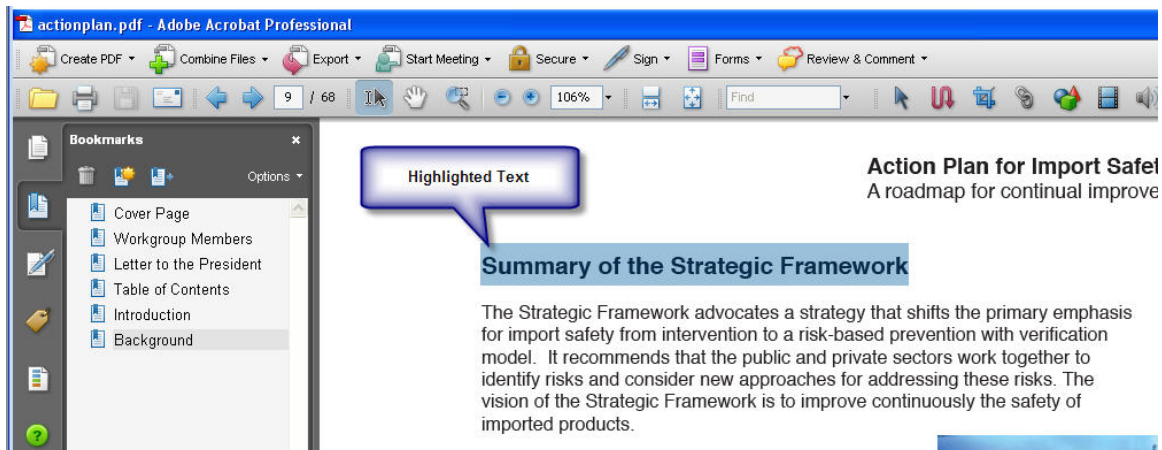 actionplan.pdf - Adobe Acrobat Professional
Create PDF Combine Files Export Start Meeting Secure Sign Forms Review & Comment
9 / 68 106% Find
Bookmarks
Options
Cover Page
Workgroup Members
Letter to the President
Table of Contents
Introduction
Background
Highlighted Text
Action Plan for Import Safet
A roadmap for continual improve
Summary of the Strategic Framework
The Strategic Framework advocates a strategy that shifts the primary emphasis
for import safety from intervention to a risk-based prevention with verification
model. It recommends that the public and private sectors work together to
identify risks and consider new approaches for addressing these risks. The
vision of the Strategic Framework is to improve continuously the safety of
imported products.